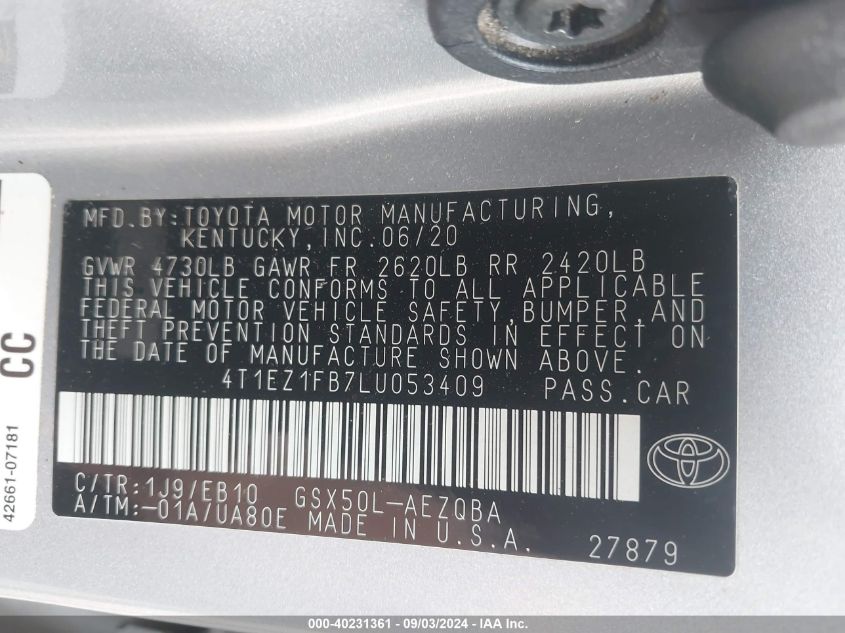 MFD. BY: TOYOTA MOTOR MANUFACTURING,
KENTUCKY, INC. 06/20
GVWR 4730LB GAWR FR 2620LB RR 2420LB
THIS VEHICLE CONFORMS TO ALL APPLICABLE
FEDERAL MOTOR VEHICLE SAFETY, BUMPER, AND
THEFT PREVENTION STANDARDS IN EFFECT ON
THE DATE OF MANUFACTURE SHOWN ABOVE.
4T1EZ1FB7LU053409 PASS. CAR
C/TR: 1J9/EB10 GSX50L-AEZQBA
A/TM: -01A/UA80E MADE IN U.S.A.
27879
CC
42661-07181
000-40231361 - 09/03/2024 - IAA Inc.